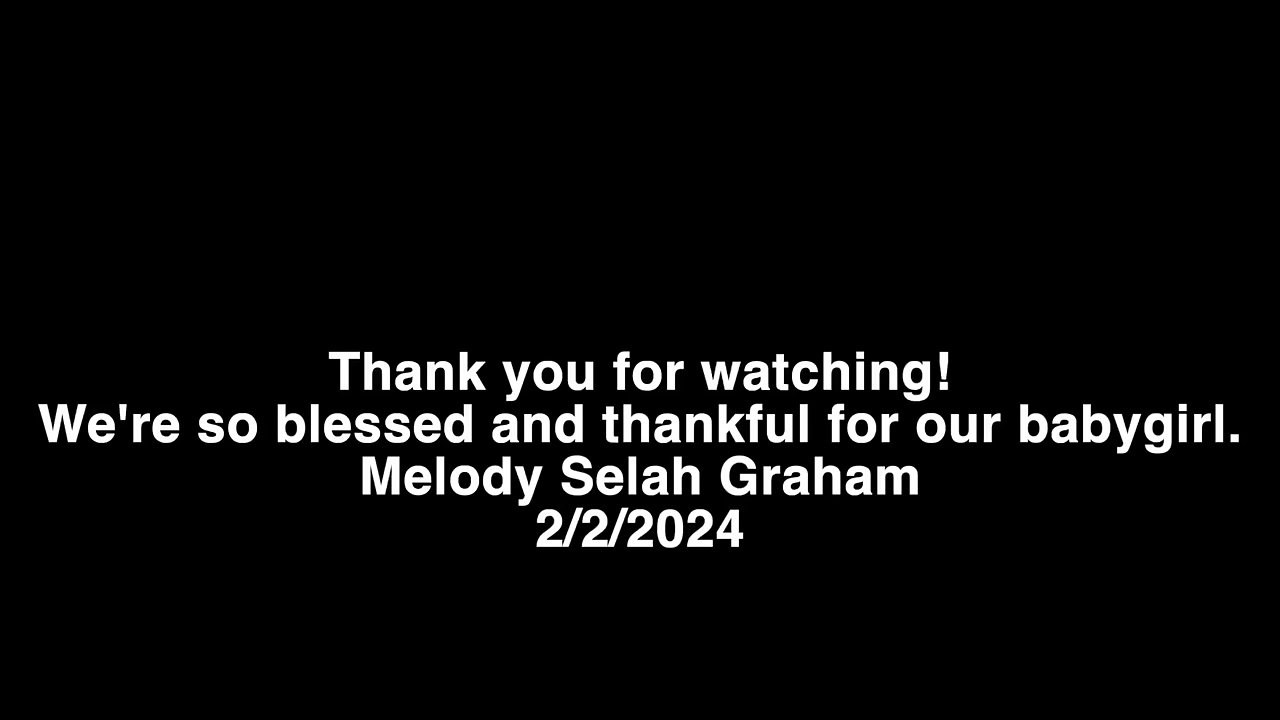 Thank you for watching!
We're so blessed and thankful for our babygirl.
Melody Selah Graham
2/2/2024